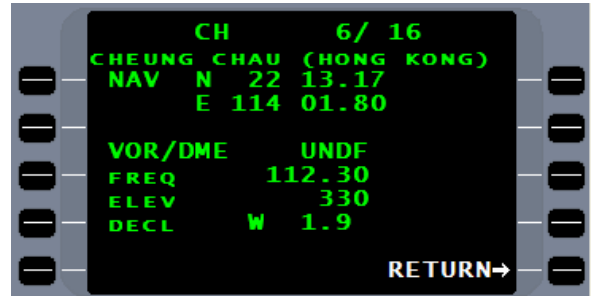 CH 6/ 16
CHEUNG CHAU (HONG KONG)
NAV N 22 13.17
E 114 01.80
VOR/DME UNDF
FREQ 112.30
ELEV 330
DECL W 1.9
RETURN→